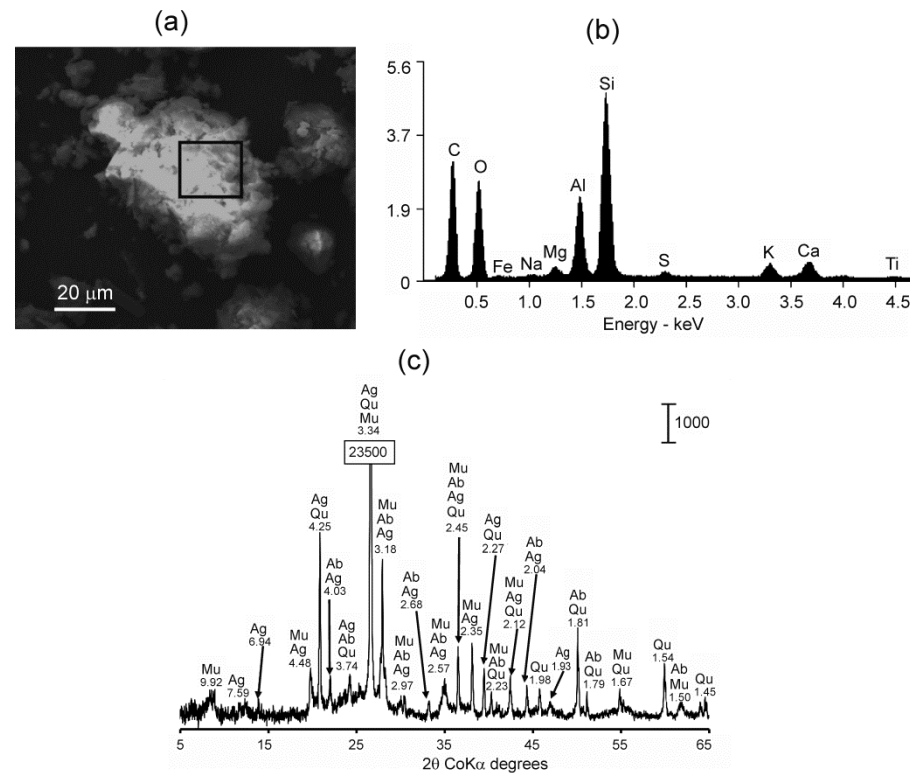 (a)
20 μm
(b)
5.6
3.7
1.9
0
C
O
Fe
Na
Mg
Al
Si
S
K
Ca
Ti
0.5
1.0
1.5
2.0
2.5
3.0
3.5
4.0
4.5
Energy - keV
(c)
1000
Mu
9.92
Ag
7.59
Ag
6.94
Mu
Ag
4.48
Ag
Qu
4.25
Ab
Ag
4.03
Ag
Ab
Qu
3.74
Ag
Qu
Mu
3.34
23500
Mu
Ab
Ag
3.18
Mu
Ab
Ag
2.97
Ab
Ag
2.68
Mu
Ab
Ag
2.57
Mu
Ab
Ag
Qu
2.45
Mu
Ag
2.35
Ag
Qu
2.27
Mu
Ab
Qu
2.23
Mu
Ag
Qu
2.12
Ab
Ag
2.04
Qu
1.98
Ag
1.93
Ab
Qu
1.81
Ab
Qu
1.79
Mu
Qu
1.67
Qu
1.54
Ab
Mu
1.50
Qu
1.45
5
15
25
35
45
55
65
2θ CoKα degrees